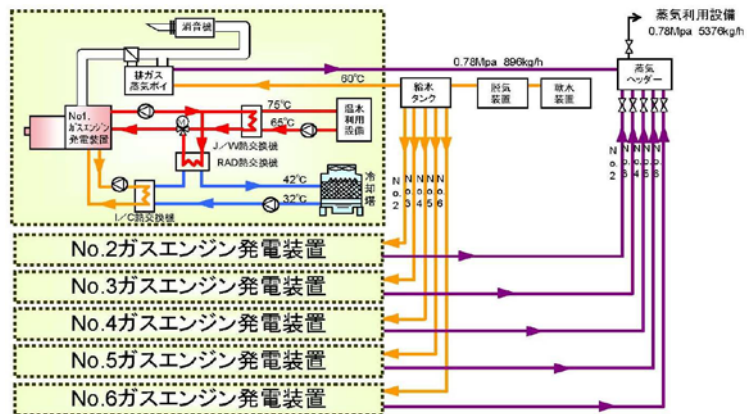 消音機
蒸気利用設備
0.78Mpa 5376kg/h
排ガス
蒸気ボイ
0.78Mpa 896kg/h
60℃
蒸気
ヘッダー
給水
タンク
脱気
装置
軟水
装置
No1.
ガスエンジン
発電装置
M
75℃
65℃
温水
利用
設備
J/W熱交換機
RAD熱交換機
42℃
32℃
冷却塔
I/C熱交換機
No.2
No.3
No.4
No.5
No.6
No.2
No.3
No.4
No.5
No.6
No.2ガスエンジン発電装置
No.3ガスエンジン発電装置
No.4ガスエンジン発電装置
No.5ガスエンジン発電装置
No.6ガスエンジン発電装置